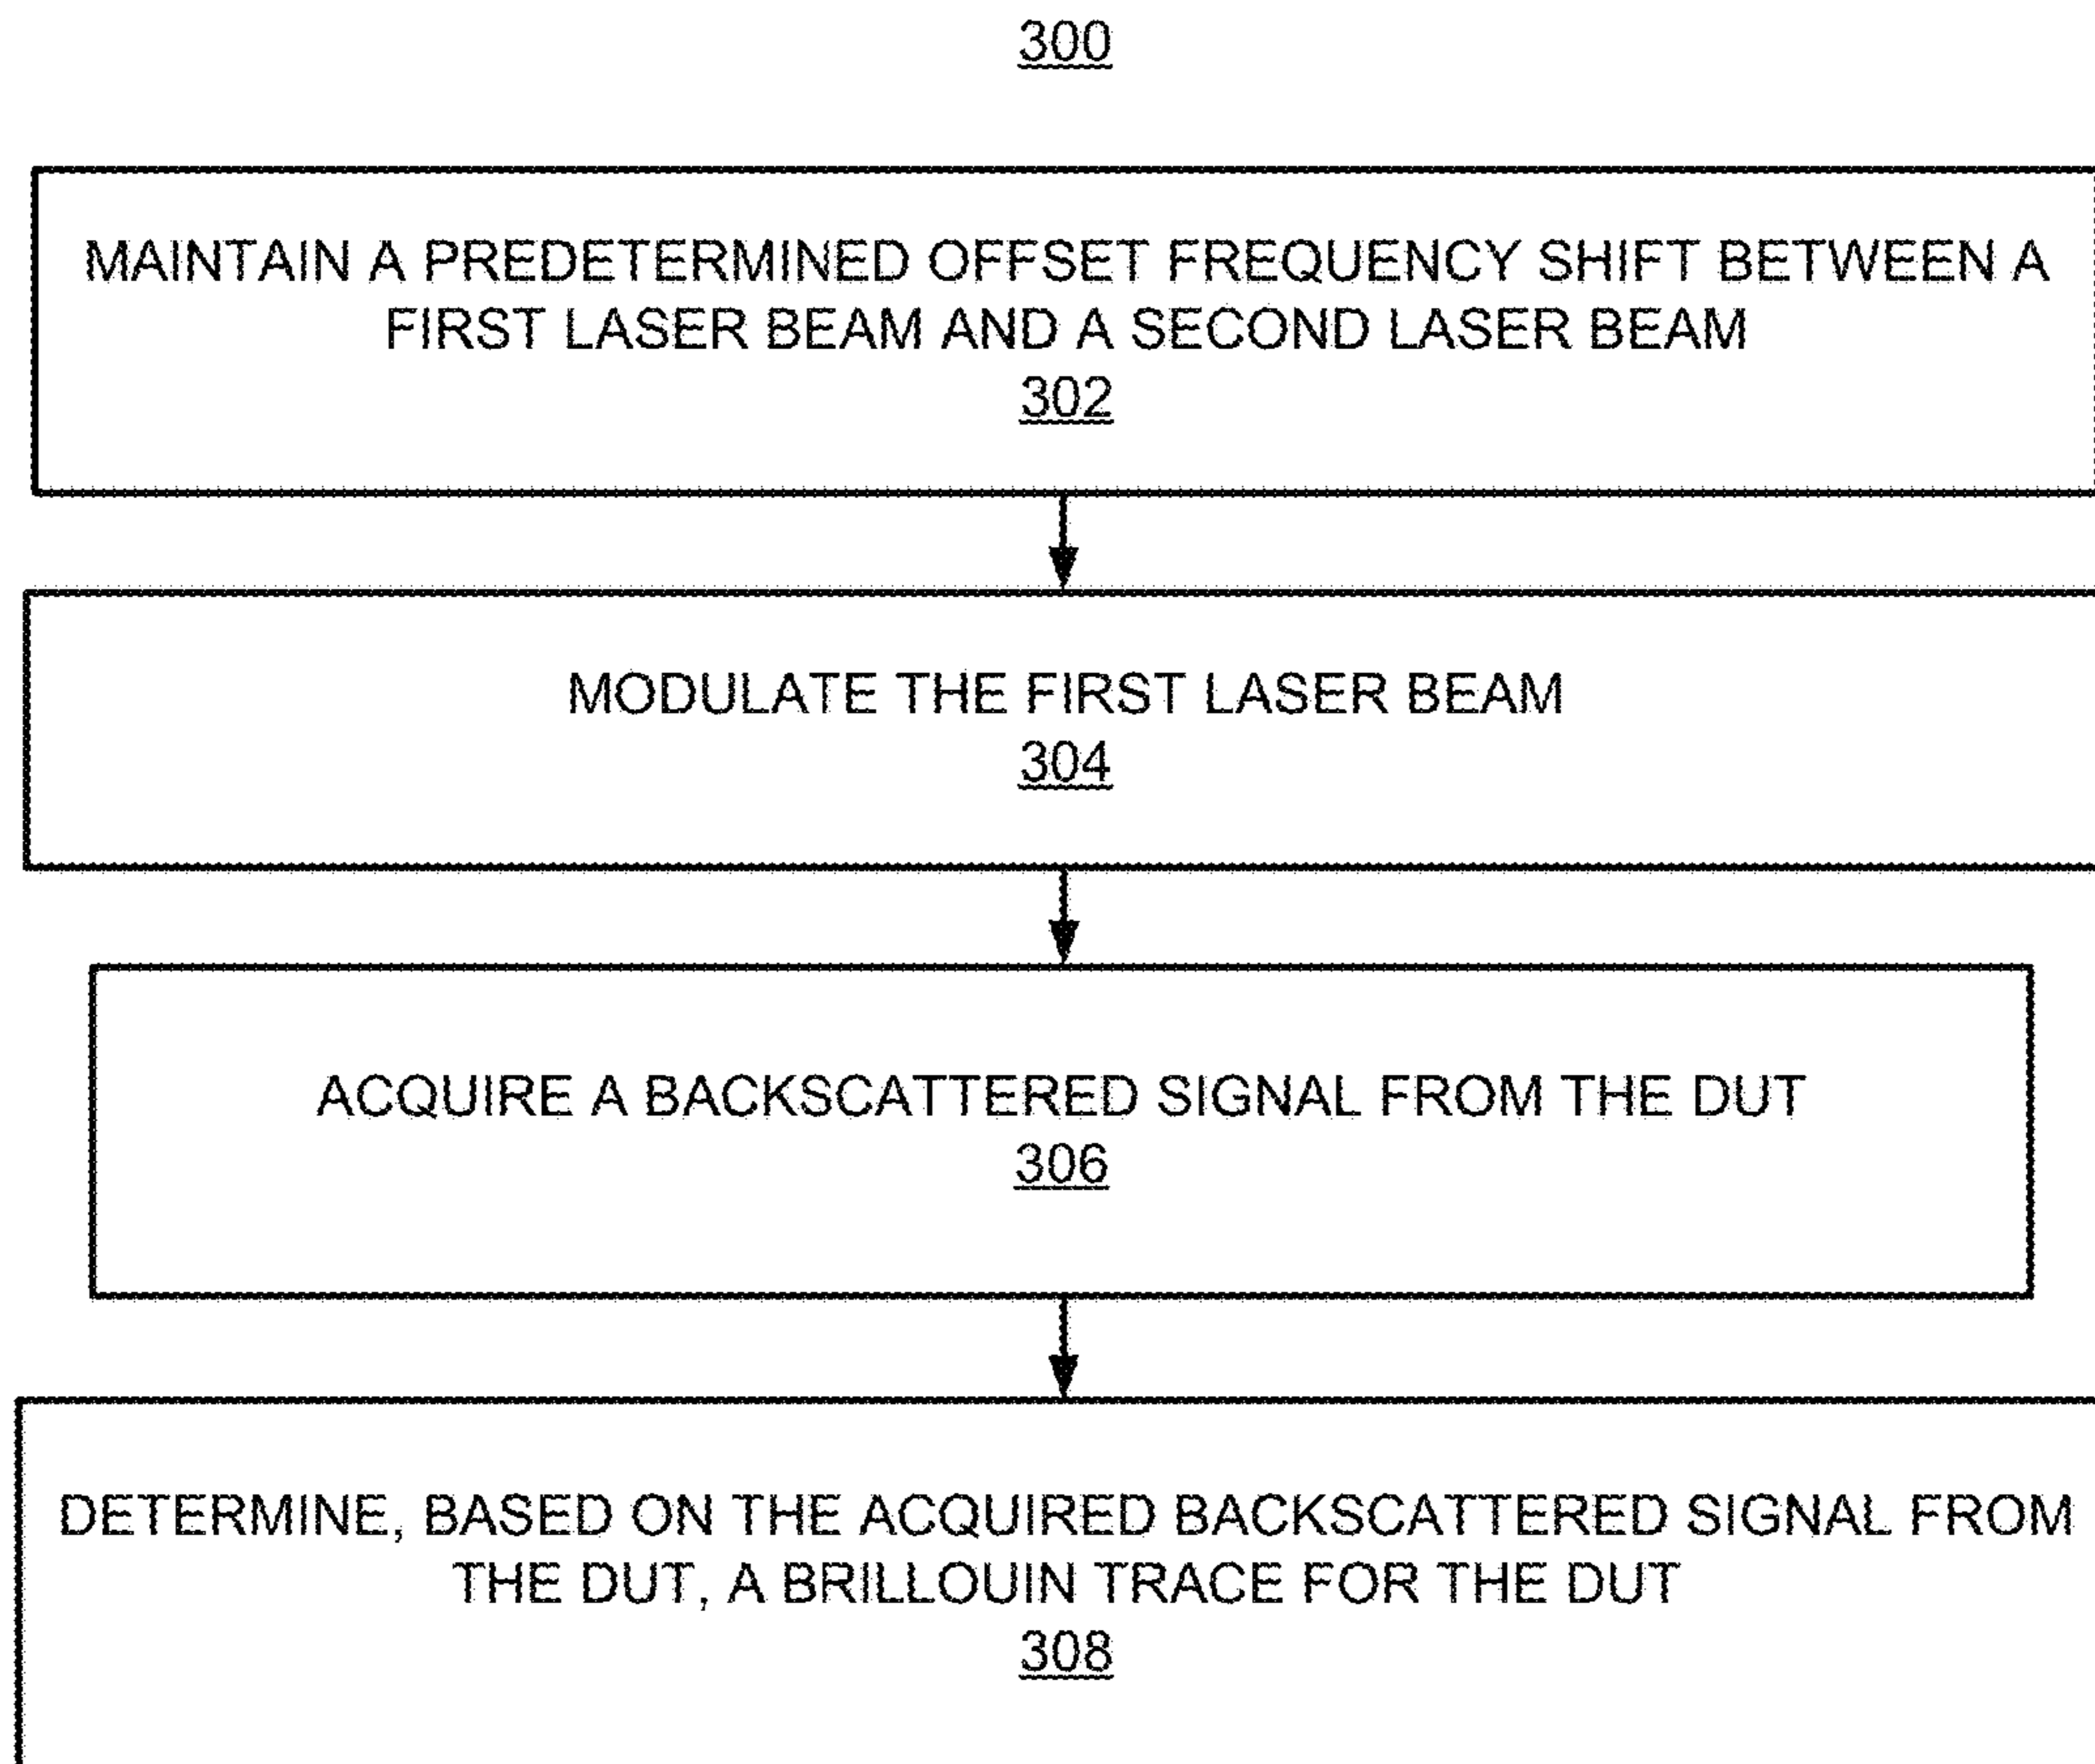 300
MAINTAIN A PREDETERMINED OFFSET FREQUENCY SHIFT BETWEEN A
FIRST LASER BEAM AND A SECOND LASER BEAM
302
MODULATE THE FIRST LASER BEAM
304
ACQUIRE A BACKSCATTERED SIGNAL FROM THE DUT
306
DETERMINE, BASED ON THE ACQUIRED BACKSCATTERED SIGNAL FROM
THE DUT, A BRILLOUIN TRACE FOR THE DUT
308